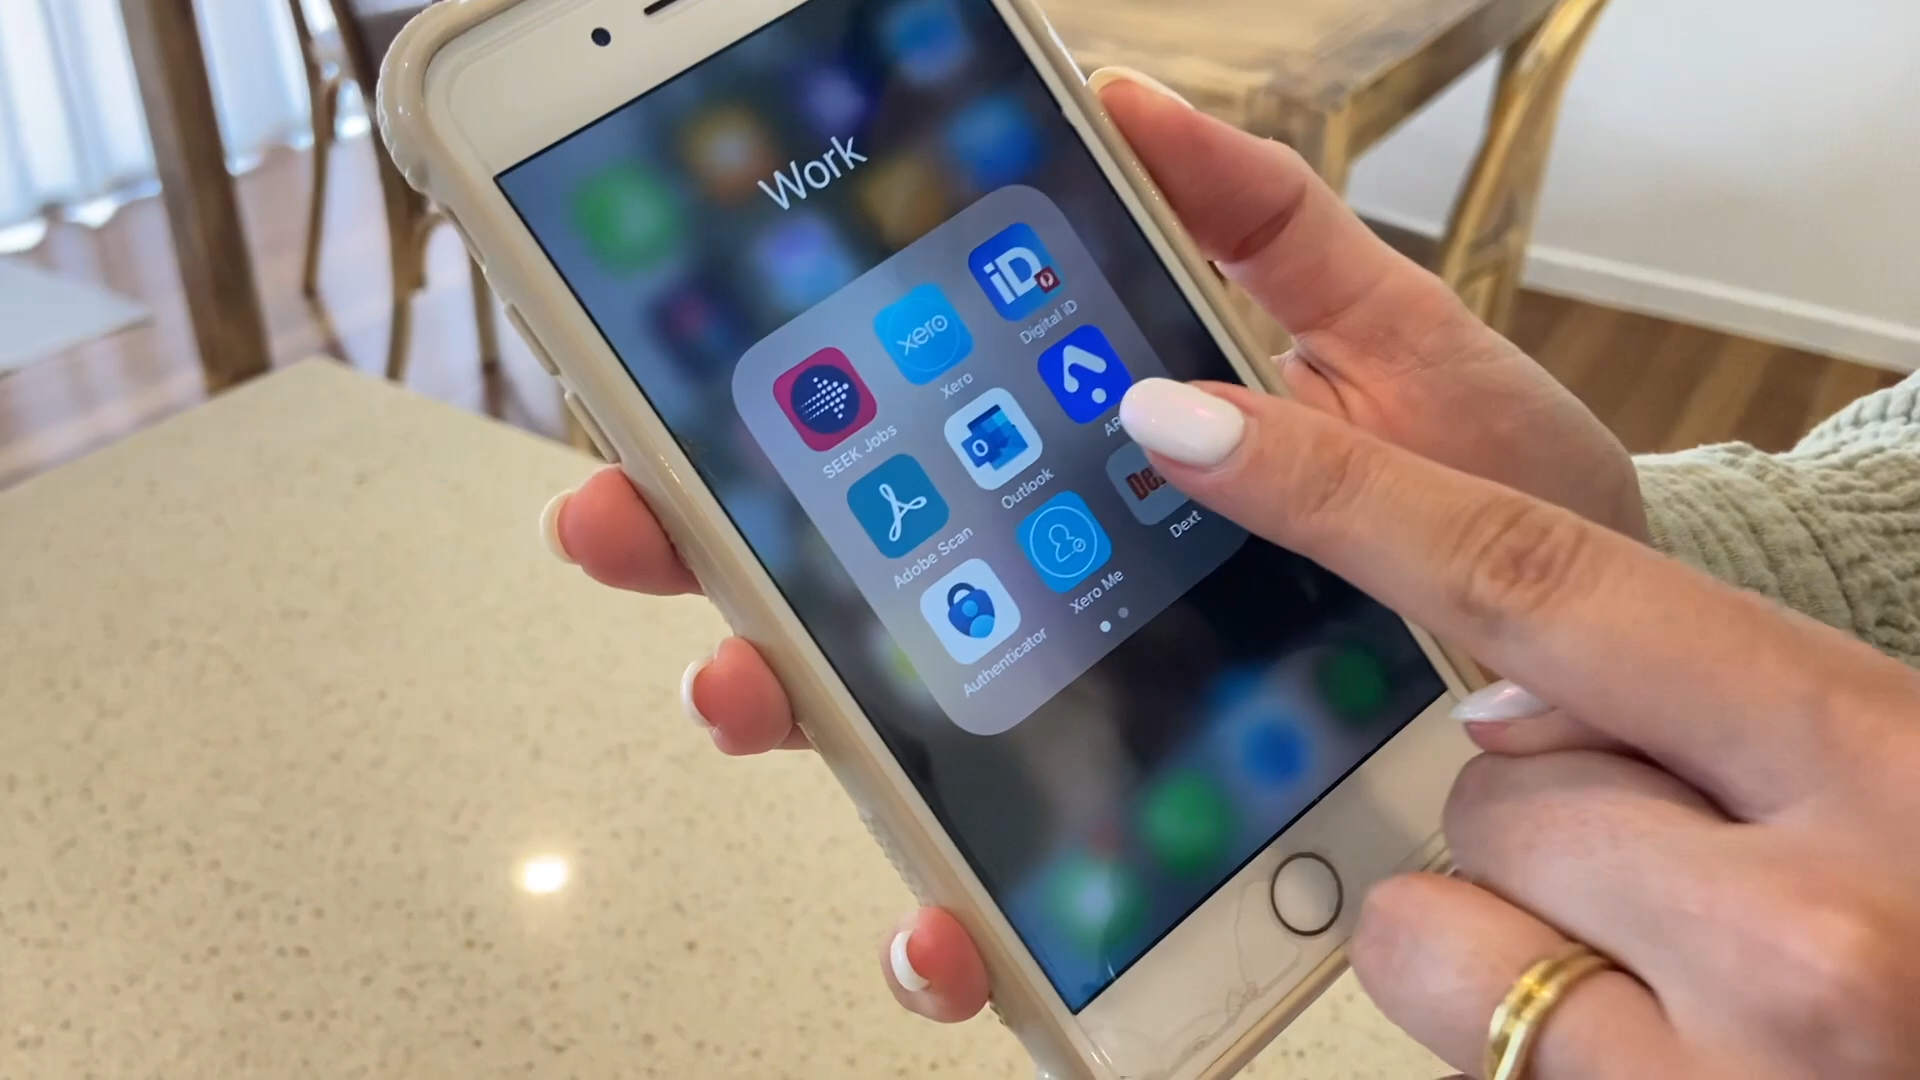 Work
SEEK Jobs
xero
Xero
iD
Digital iD
Adobe Scan
O
Outlook
Authenticator
Xero Me
Dext